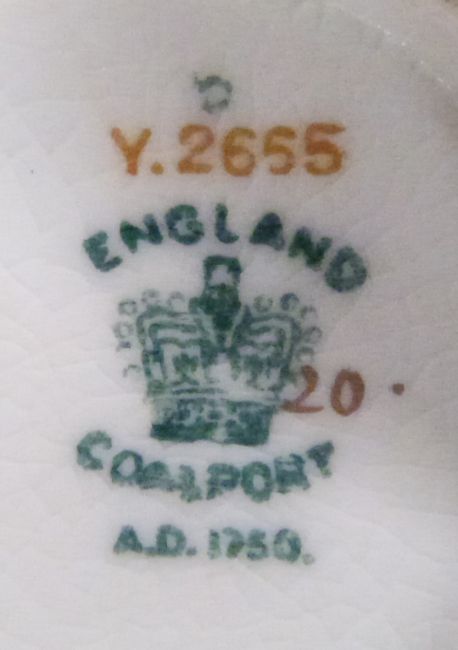 Y.2655
ENGLAND
20.
COALPORT
A.D. 1750.